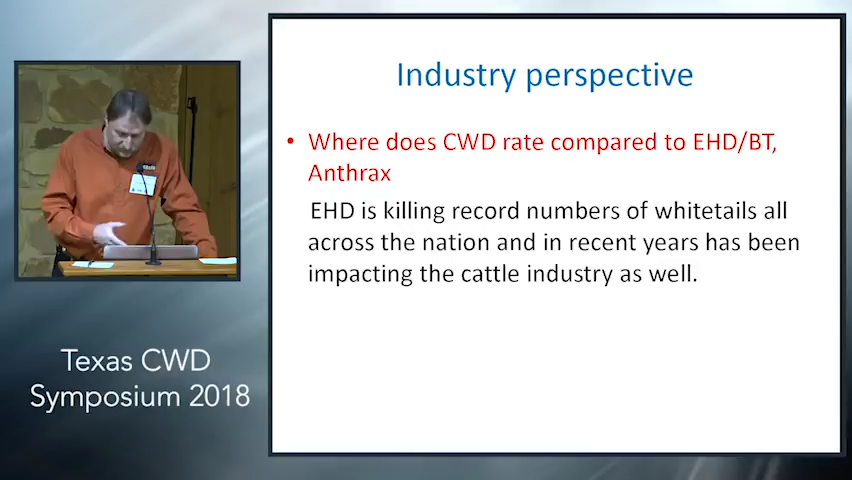 Industry perspective
• Where does CWD rate compared to EHD/BT,
Anthrax
EHD is killing record numbers of whitetails all
across the nation and in recent years has been
impacting the cattle industry as well.
Texas CWD
Symposium 2018